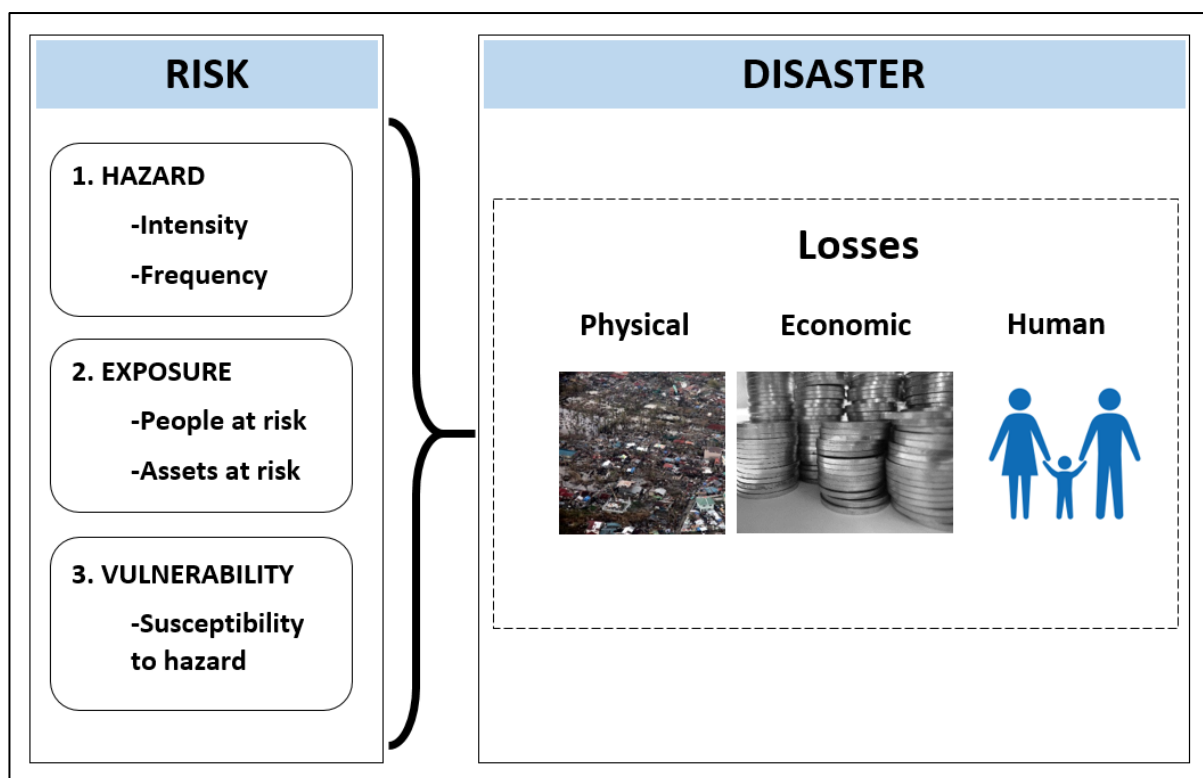 RISK
1. HAZARD
-Intensity
-Frequency
2. EXPOSURE
-People at risk
-Assets at risk
3. VULNERABILITY
-Susceptibility
to hazard
DISASTER
Losses
Physical
Economic
Human